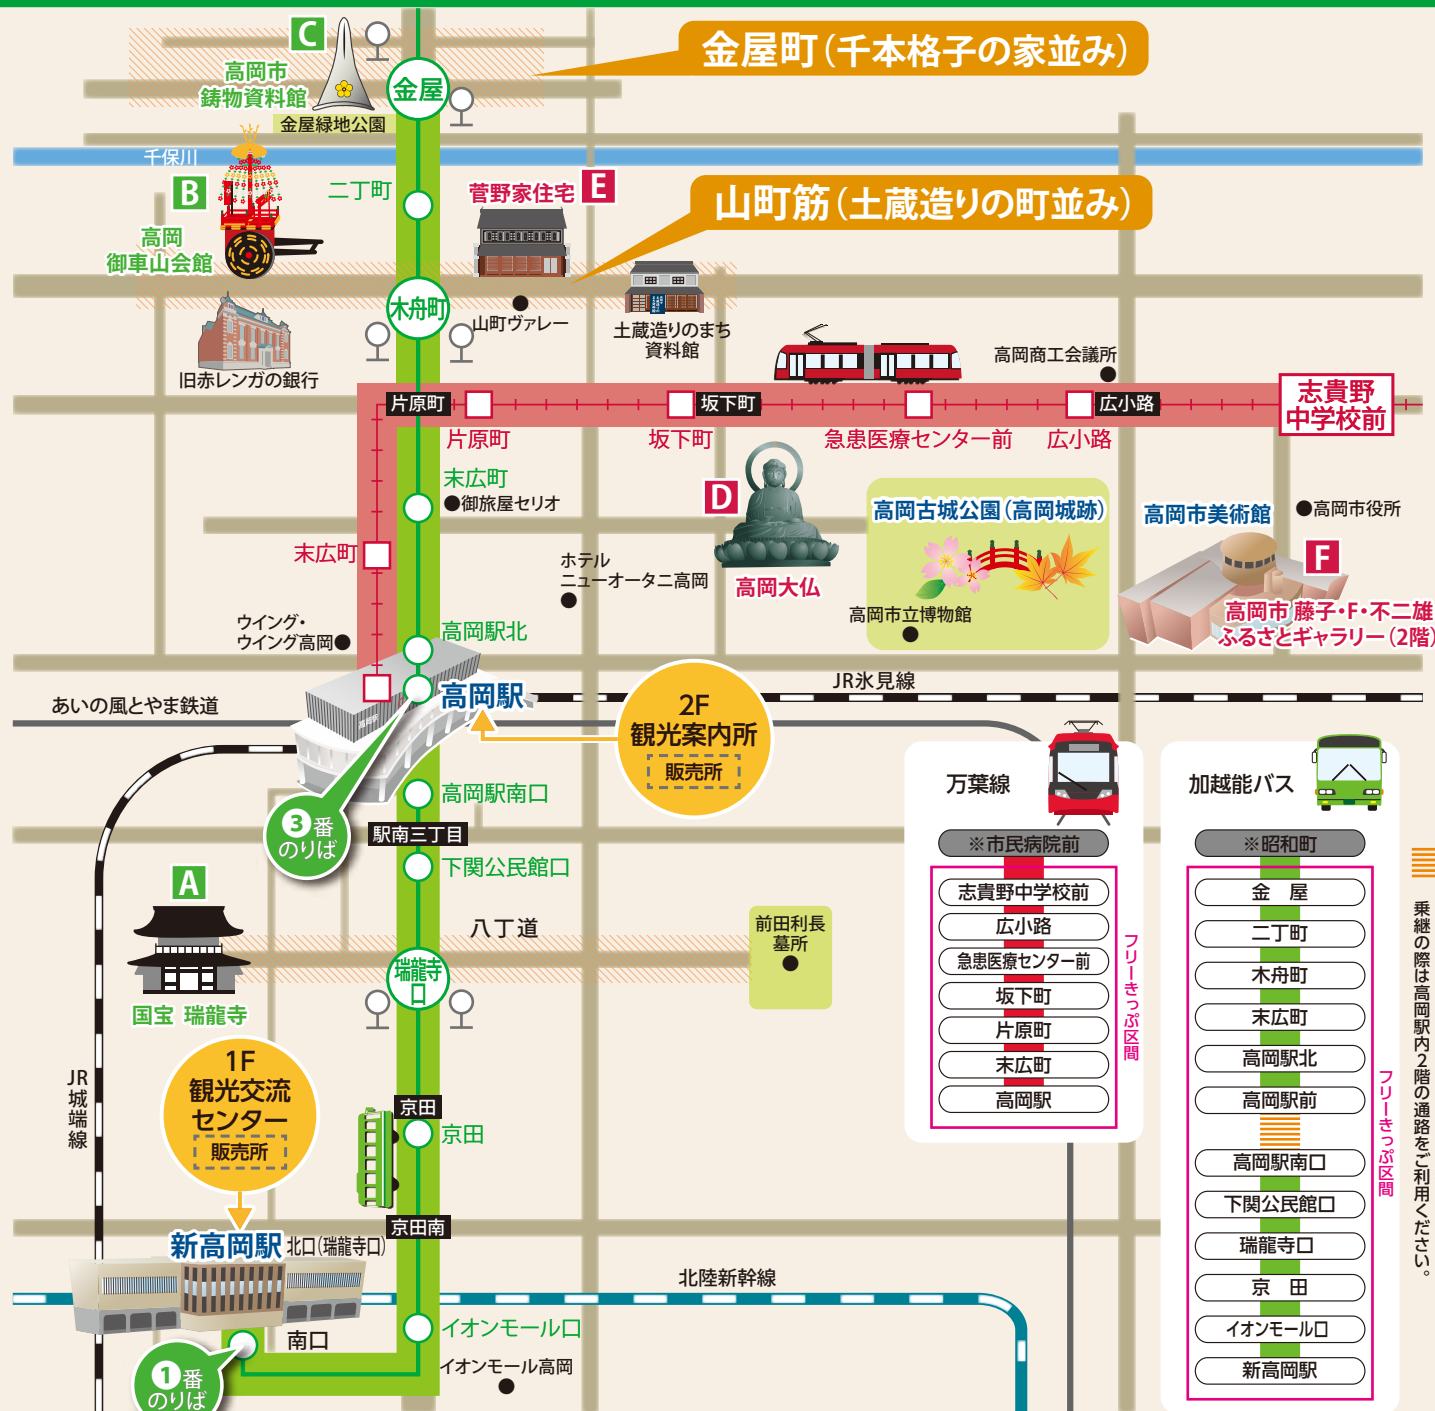 C
高岡市
鋳物資料館
金屋
金屋町（千本格子の家並み）
金屋緑地公園
千保川
B
高岡
御車山会館
二丁町
菅野家住宅
E
山町筋（土蔵造りの町並み）
木舟町
山町ヴァレー
土蔵造りのまち
資料館
旧赤レンガの銀行
高岡商工会議所
片原町
坂下町
広小路
志貴野
中学校前
片原町
坂下町
急患医療センター前
広小路
末広町
●御旅屋セリオ
D
高岡大仏
高岡古城公園（高岡城跡）
高岡市立博物館
高岡市美術館
●高岡市役所
F
高岡市 藤子・F・不二雄
ふるさとギャラリー（2階）
末広町
ホテル
ニューオータニ高岡
ウイング・
ウイング高岡●
高岡駅北
高岡駅
高岡駅
JR氷見線
あいの風とやま鉄道
2F
観光案内所
販売所
3番
のりば
高岡駅南口
駅南三丁目
下関公民館口
A
国宝 瑞龍寺
八丁道
瑞龍寺
口
前田利長
墓所
JR城端線
1F
観光交流
センター
販売所
京田
京田
京田南
新高岡駅
北口（瑞龍寺口）
北陸新幹線
南口
イオンモール口
イオンモール高岡
1番
のりば
万葉線
※市民病院前
志貴野中学校前
広小路
急患医療センター前
坂下町
片原町
末広町
高岡駅
フリーきっぷ区間
加越能バス
※昭和町
金　屋
二丁町
木舟町
末広町
高岡駅北
高岡駅前
高岡駅南口
下関公民館口
瑞龍寺口
京　田
イオンモール口
新高岡駅
フリーきっぷ区間
乗継の際は高岡駅内2階の通路をご利用ください。